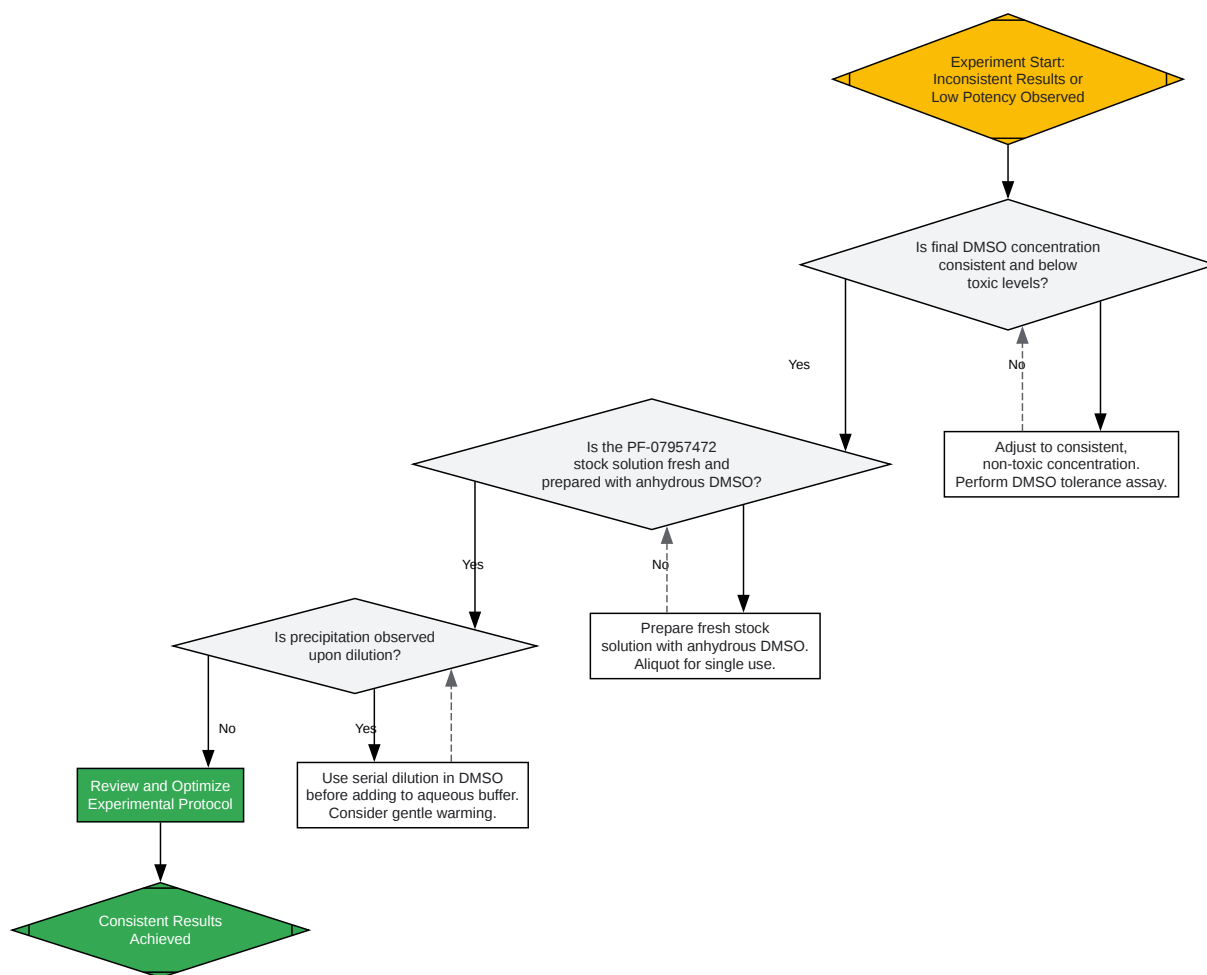 Experiment Start:
Inconsistent Results or
Low Potency Observed
Is final DMSO concentration
consistent and below
toxic levels?
Yes
No
Is the PF-07957472
stock solution fresh and
prepared with anhydrous DMSO?
Adjust to consistent,
non-toxic concentration.
Perform DMSO tolerance assay.
Yes
No
Is precipitation observed
upon dilution?
Prepare fresh stock
solution with anhydrous DMSO.
Aliquot for single use.
No
Yes
Review and Optimize
Experimental Protocol
Use serial dilution in DMSO
before adding to aqueous buffer.
Consider gentle warming.
Consistent Results
Achieved